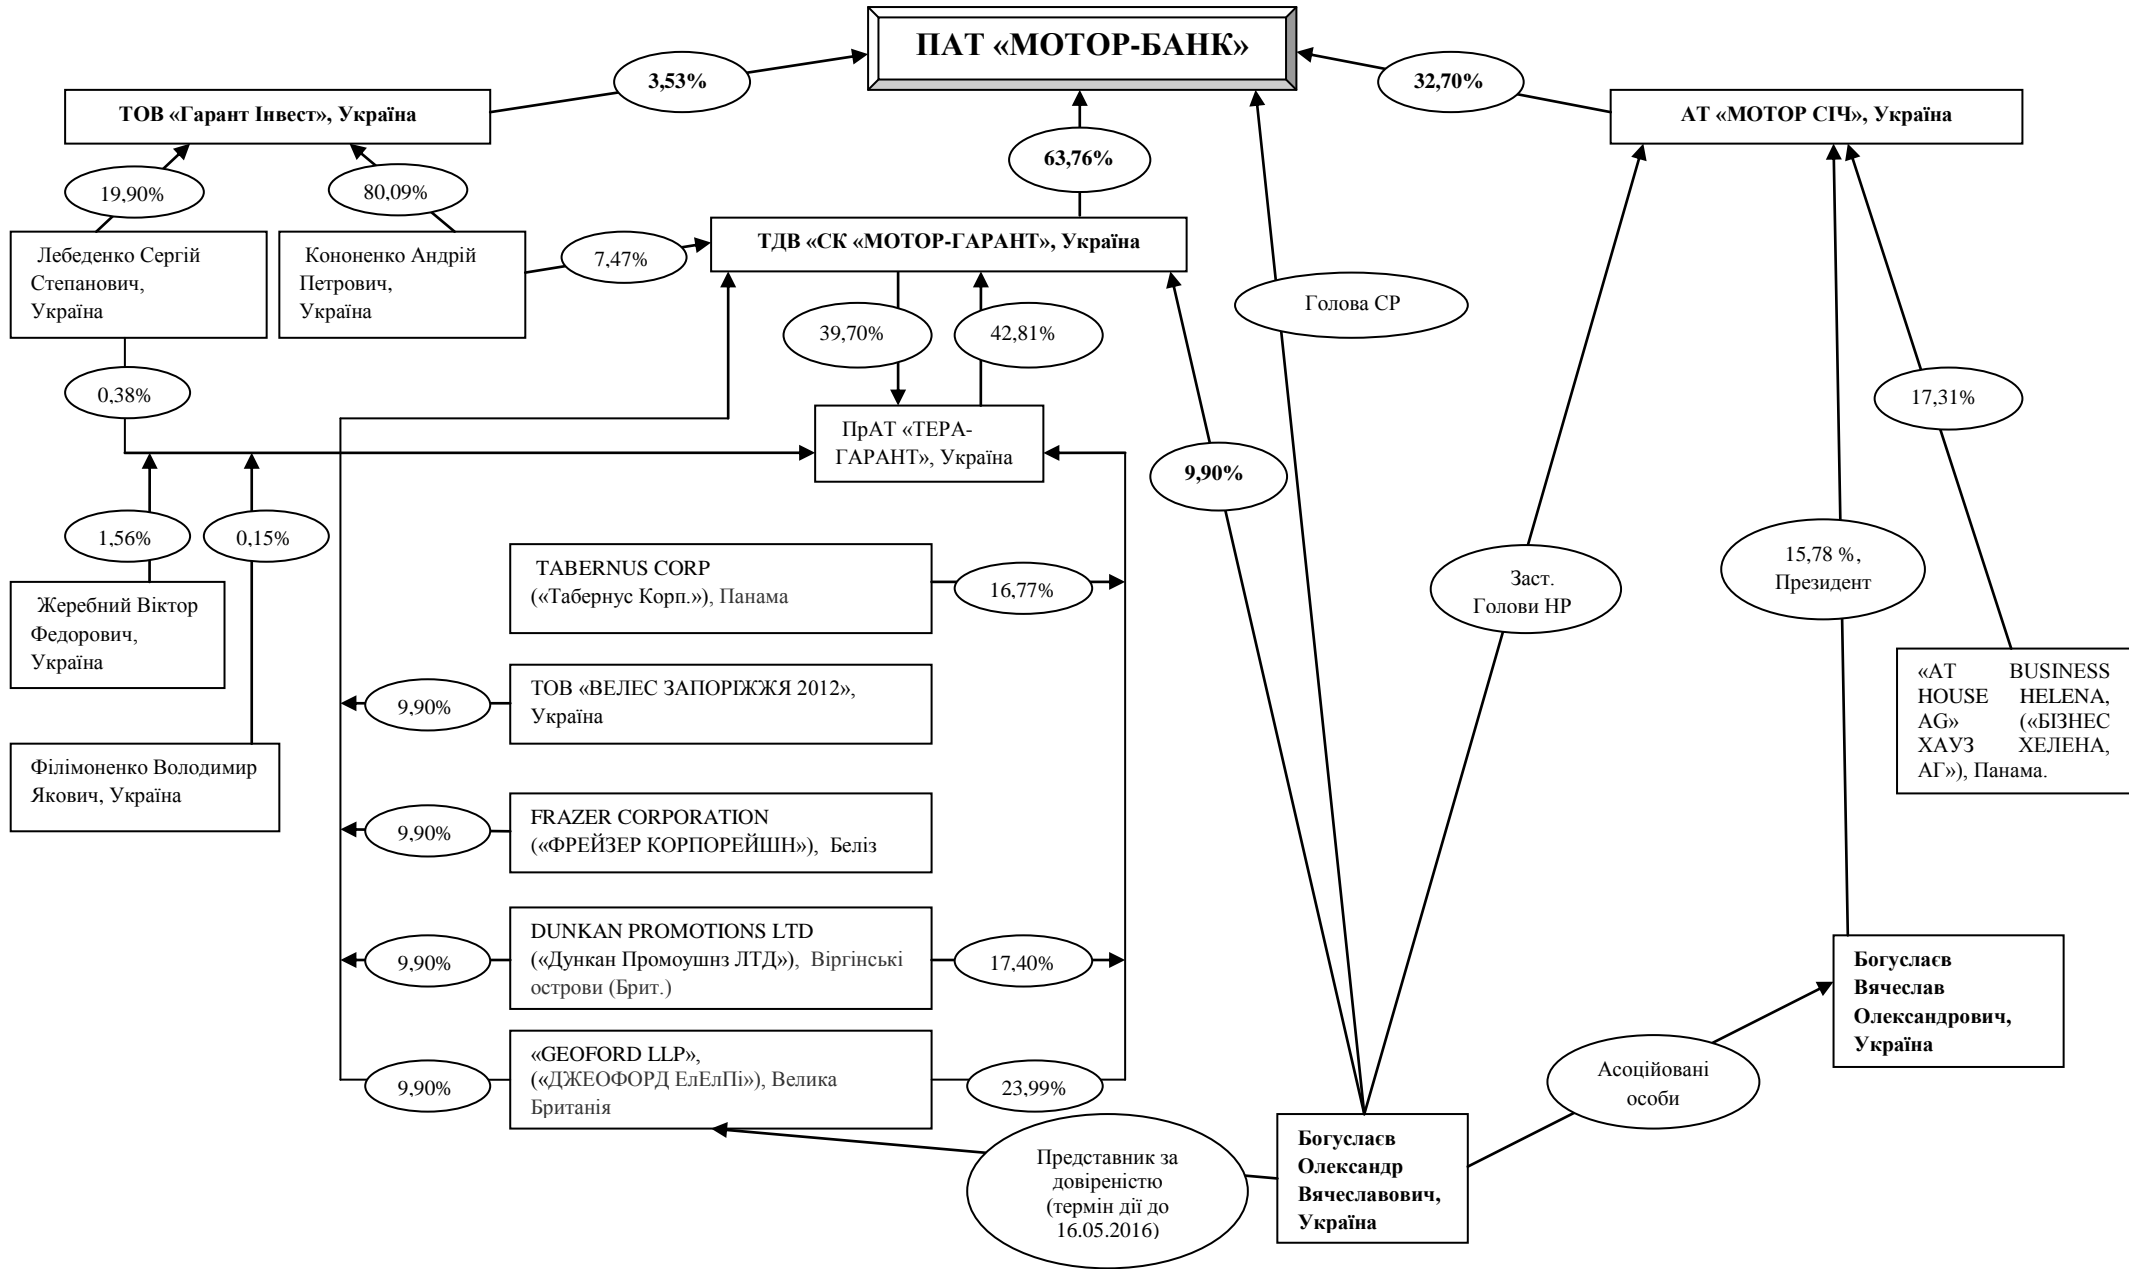 ПАТ «МОТОР-БАНК»
3,53%
32,70%
ТОВ «Гарант Інвест», Україна
АТ «МОТОР СІЧ», Україна
63,76%
19,90%
80,09%
Лебеденко Сергій
Степанович,
Україна
Кононенко Андрій
Петрович,
Україна
7,47%
ТДВ «СК «МОТОР-ГАРАНТ», Україна
Голова СР
39,70%
42,81%
0,38%
17,31%
ПрАТ «ТЕРА-
ГАРАНТ», Україна
9,90%
1,56%
0,15%
15,78 %,
Президент
TABERNUS CORP
(«Табернус Корп.»), Панама
16,77%
Заст.
Голови НР
Жеребний Віктор
Федорович,
Україна
«AT BUSINESS
HOUSE HELENA,
AG» («БІЗНЕС
ХАУЗ ХЕЛЕНА,
АГ»), Панама.
9,90%
ТОВ «ВЕЛЕС ЗАПОРІЖЖЯ 2012»,
Україна
Філімоненко Володимир
Якович, Україна
9,90%
FRAZER CORPORATION
(«ФРЕЙЗЕР КОРПОРЕЙШН»), Беліз
9,90%
DUNKAN PROMOTIONS LTD
(«Дункан Промоушнз ЛТД»), Віргінські
острови (Брит.)
17,40%
Богуслаєв
Вячеслав
Олександрович,
Україна
9,90%
«GEOFORD LLP»,
(«ДЖЕОФОРД ЕлЕлПі»), Велика
Британія
23,99%
Асоційовані
особи
Представник за
довіреністю
(термін дії до
16.05.2016)
Богуслаєв
Олександр
Вячеславович,
Україна